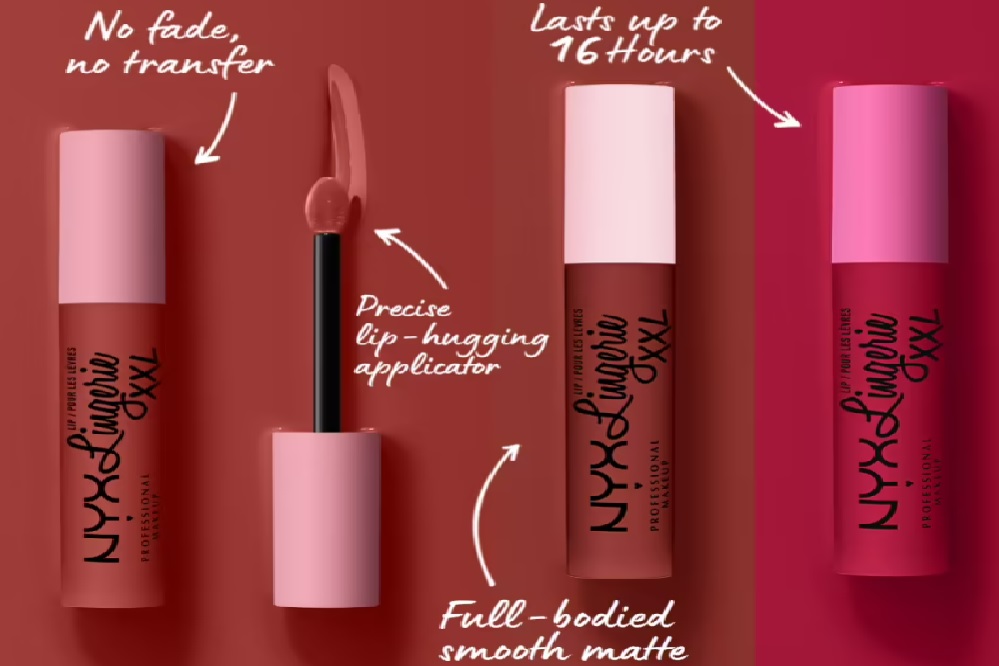 No fade,
no transfer
Lasts up to
16 Hours
Precise
lip-hugging
applicator
Full-bodied
smooth matte
LIP / POUR LES LÈVRES
Lingerie
XXL
NYX
PROFESSIONAL
MAKEUP
LIP / POUR LES LÈVRES
Lingerie
XXL
NYX
PROFESSIONAL
MAKEUP
LIP / POUR LES LÈVRES
Lingerie
XXL
NYX
PROFESSIONAL
MAKEUP